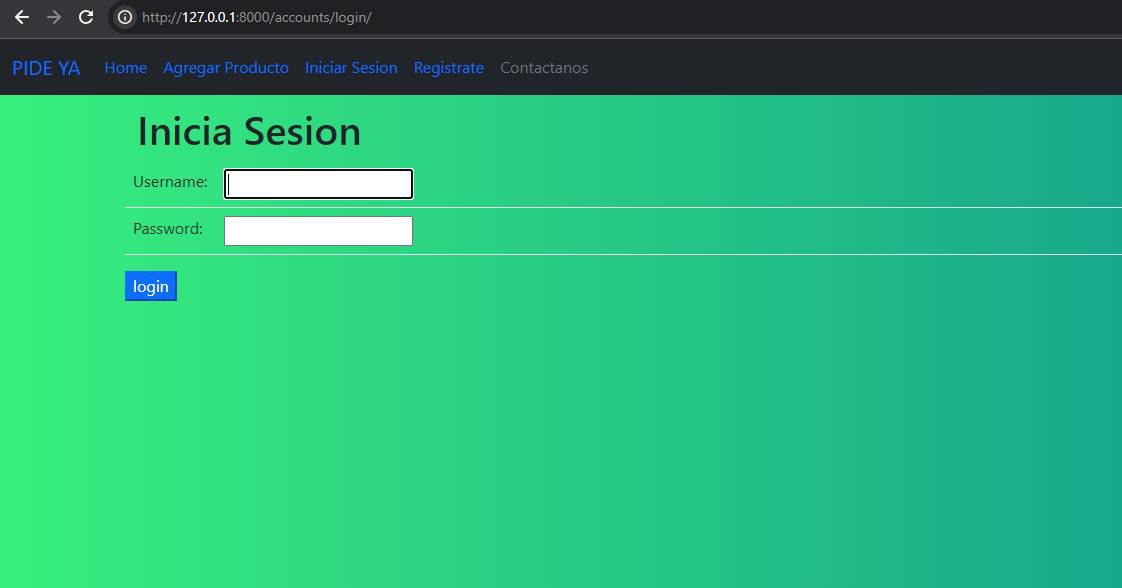 http://127.0.0.1:8000/accounts/login/
PIDE YA Home Agregar Producto Iniciar Sesion Registrate Contactanos
Inicia Sesion
Username:
Password:
login